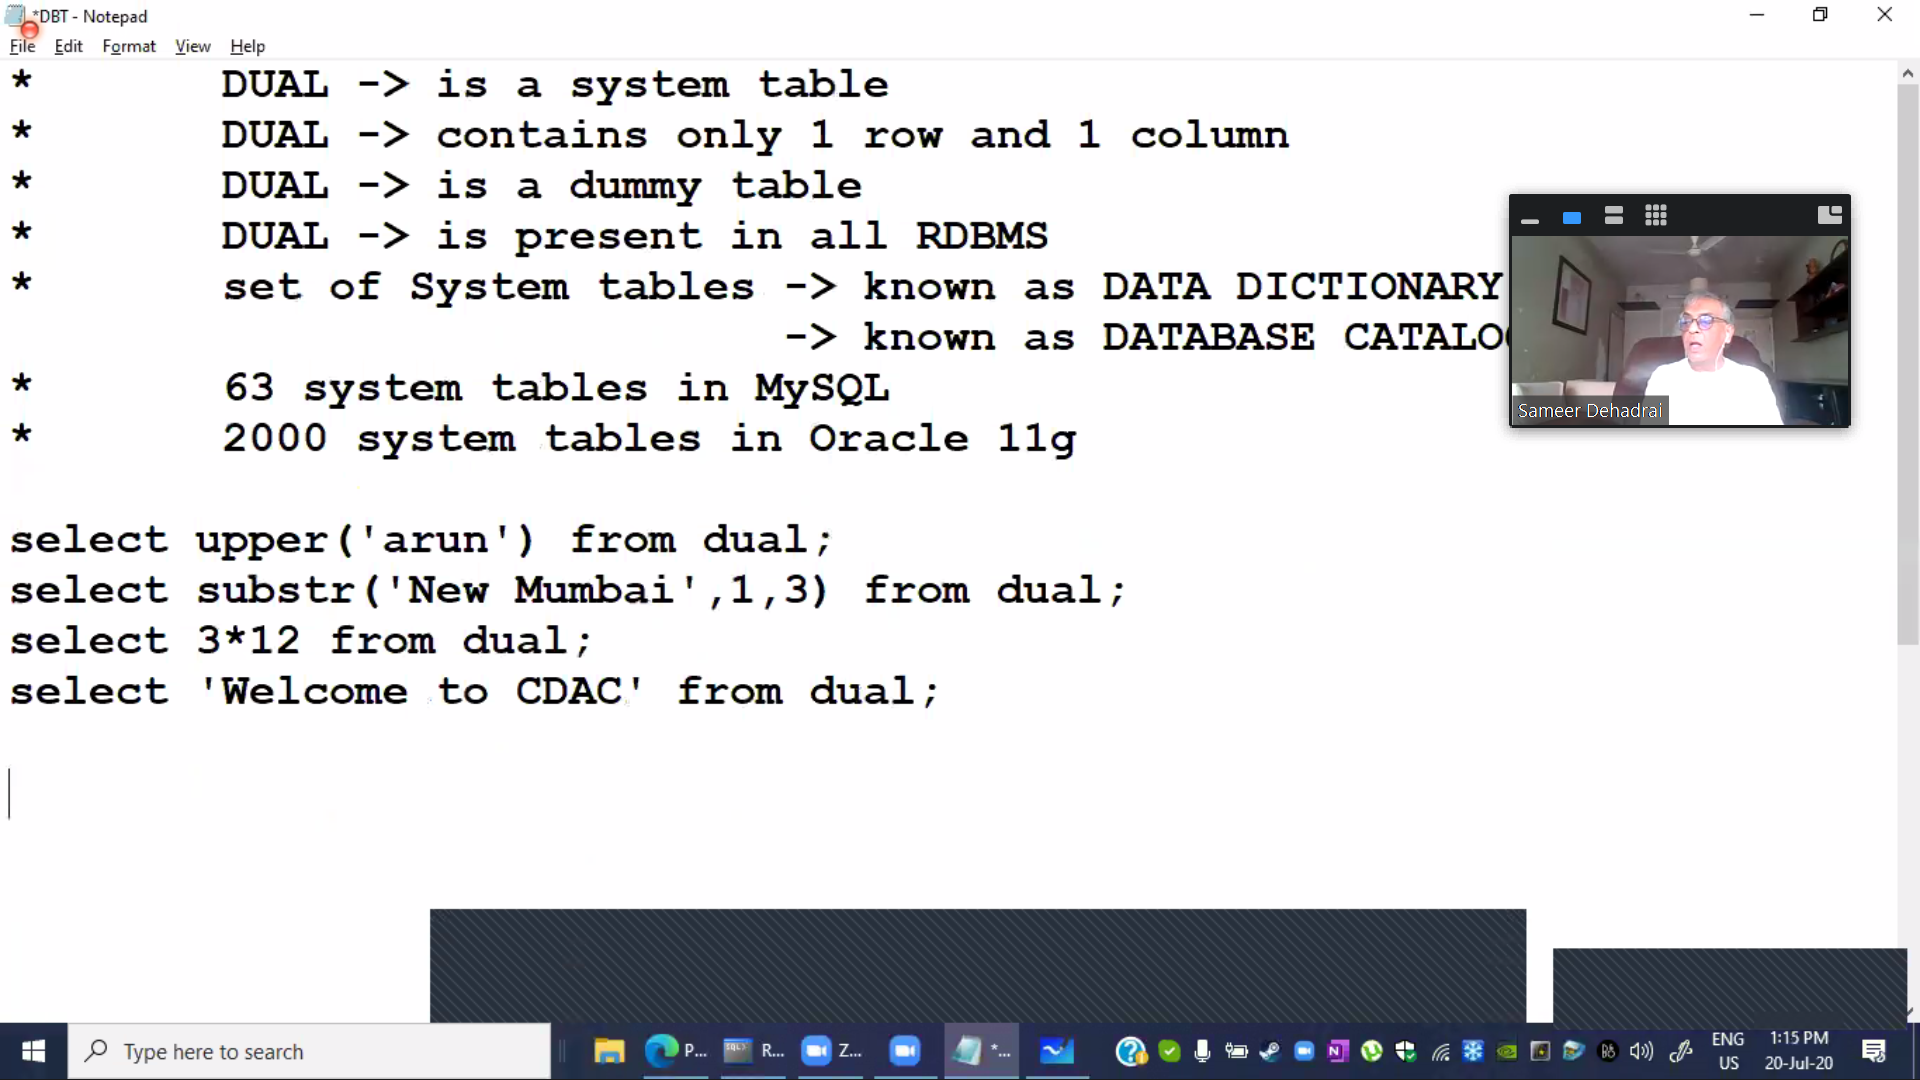 *DBT - Notepad
File Edit Format View Help
* DUAL -> is a system table
* DUAL -> contains only 1 row and 1 column
* DUAL -> is a dummy table
* DUAL -> is present in all RDBMS
* set of System tables -> known as DATA DICTIONARY
-> known as DATABASE CATALO
* 63 system tables in MySQL
* 2000 system tables in Oracle 11g
select upper('arun') from dual;
select substr('New Mumbai',1,3) from dual;
select 3*12 from dual;
select 'Welcome to CDAC' from dual;
Sameer Dehadrai
Type here to search
P...
R...
Z...
*...
ENG
US
1:15 PM
20-Jul-20